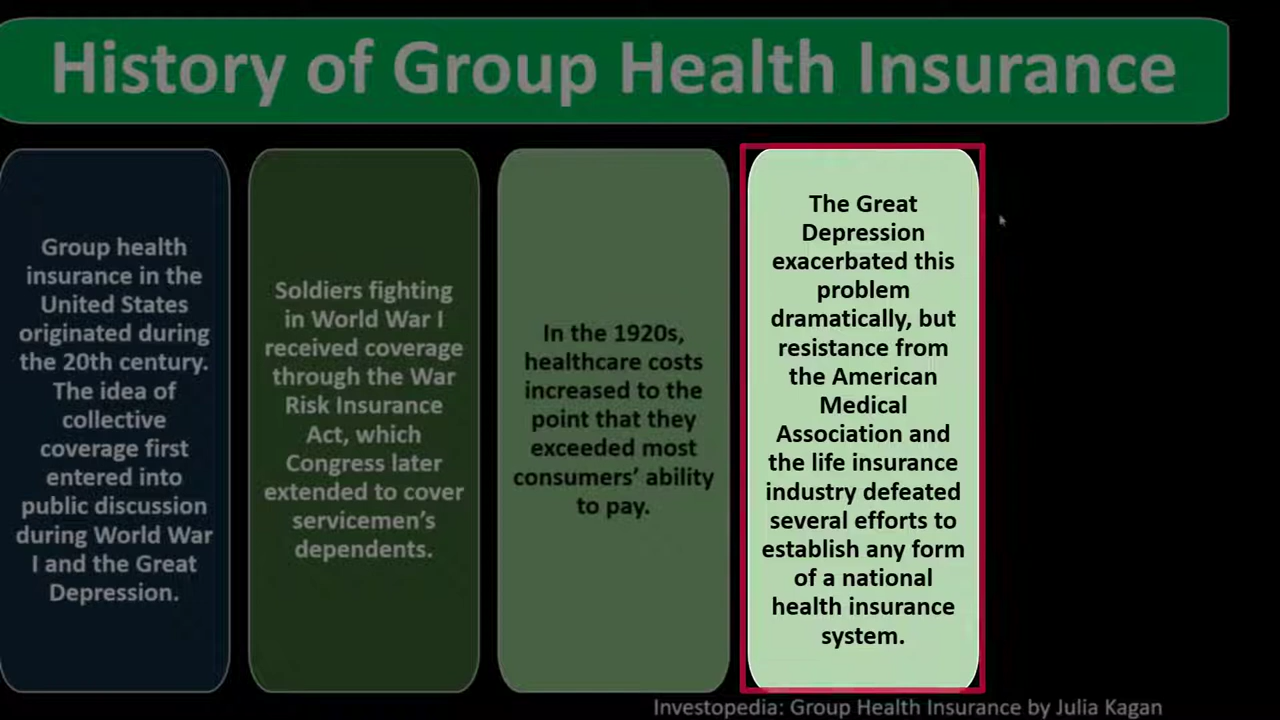 History of Group Health Insurance
Group health
insurance in the
United States
originated during
the 20th century.
The idea of
collective
coverage first
entered into
public discussion
during World War
I and the Great
Depression.
Soldiers fighting
in World War I
received coverage
through the War
Risk Insurance
Act, which
Congress later
extended to cover
servicemen’s
dependents.
In the 1920s,
healthcare costs
increased to the
point that they
exceeded most
consumers’ ability
to pay.
The Great
Depression
exacerbated this
problem
dramatically, but
resistance from
the American
Medical
Association and
the life insurance
industry defeated
several efforts to
establish any form
of a national
health insurance
system.
Investopedia: Group Health Insurance by Julia Kagan